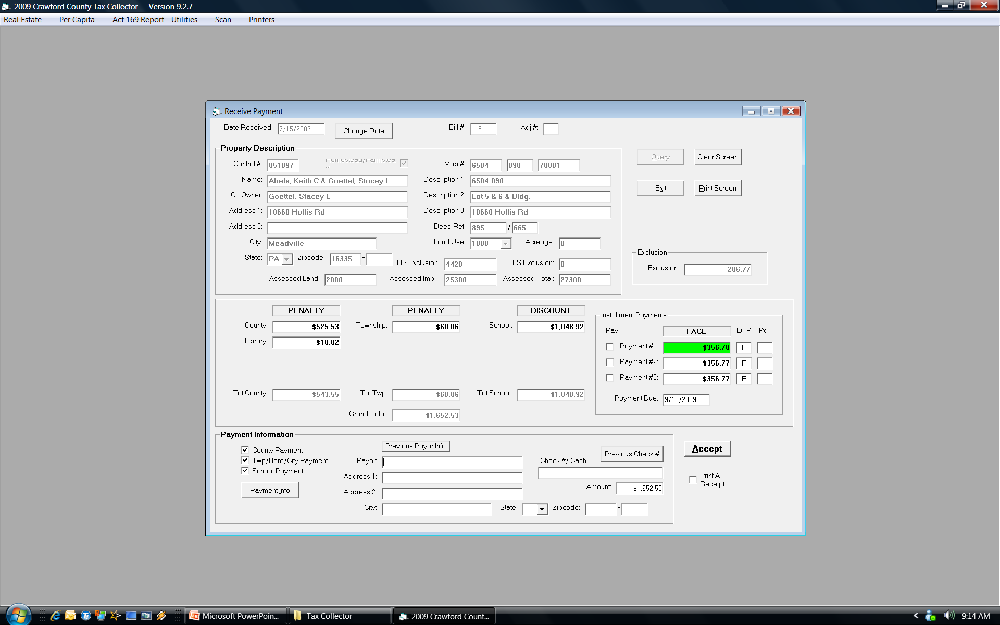 2009 Crawford County Tax Collector Version 9.2.7
Real Estate Per Capita Act 169 Report Utilities Scan Printers
Receive Payment
Date Received: 7/15/2009 Change Date Bill #: 5 Adj #:
Property Description
Control #: 051097 Homestead/Farmstead Map #: 6504 - 090 - 70001
Query Clear Screen
Name: Abels, Keith C & Goettel, Stacey L Description 1: 6504-090
Exit Print Screen
Co Owner: Goettel, Stacey L Description 2: Lot 5 & 6 & Bldg.
Address 1: 10660 Hollis Rd Description 3: 10660 Hollis Rd
Address 2: Deed Ref: 895 / 665
City: Meadville Land Use: 1000 Acreage: 0
State: PA Zipcode: 16335 - HS Exclusion: 4420 FS Exclusion: 0
Exclusion
Exclusion: 206.77
Assessed Land: 2000 Assessed Impr.: 25300 Assessed Total: 27300
PENALTY PENALTY DISCOUNT
Installment Payments
County: $525.53 Township: $60.06 School: $1,048.92
Pay FACE DFP Pd
Library: $18.02
Payment #1: $356.78 F
Payment #2: $356.77 F
Payment #3: $356.77 F
Tot County: $543.55 Tot Twp: $60.06 Tot School: $1,048.92
Payment Due: 9/15/2009
Grand Total: $1,652.53
Payment Information
County Payment Previous Payor Info
Twp/Boro/City Payment Payor: Check #/ Cash: Previous Check #
School Payment
Accept
Address 1:
Print A
Receipt
Payment Info Address 2: Amount: $1,652.53
City: State: Zipcode: -
Microsoft PowerPoin... Tax Collector 2009 Crawford Count... 9:14 AM